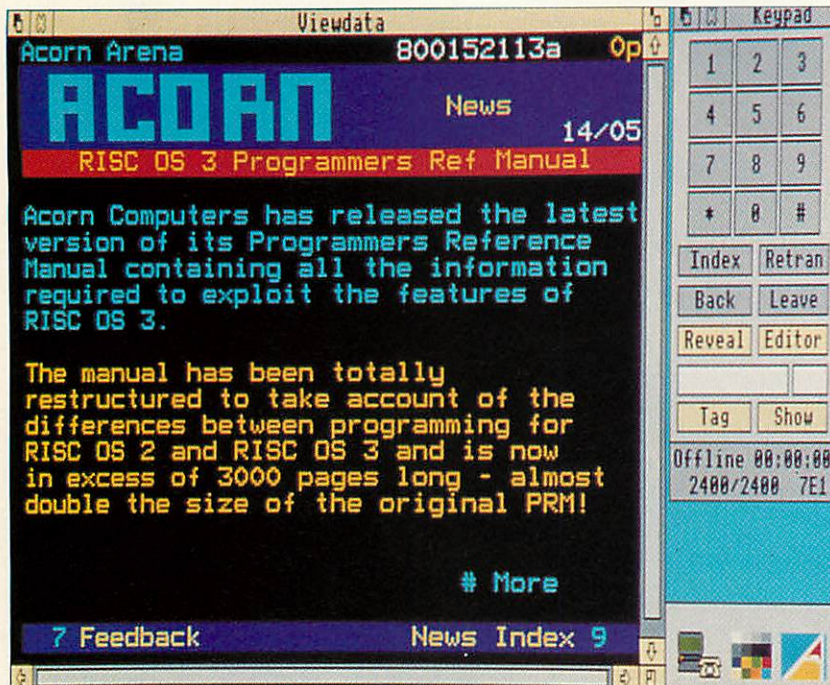 Viewdata
Acorn Arena 800152113a Op
ACORN
News
14/05
RISC OS 3 Programmers Ref Manual
Acorn Computers has released the latest
version of its Programmers Reference
Manual containing all the information
required to exploit the features of
RISC OS 3.
The manual has been totally
restructured to take account of the
differences between programming for
RISC OS 2 and RISC OS 3 and is now
in excess of 3000 pages long - almost
double the size of the original PRM!
# More
7 Feedback News Index 9
Keypad
1 2 3
4 5 6
7 8 9
* 0 #
Index Retran
Back Leave
Reveal Editor
Tag Show
Offline 00:00:00
2400/2400 7E1